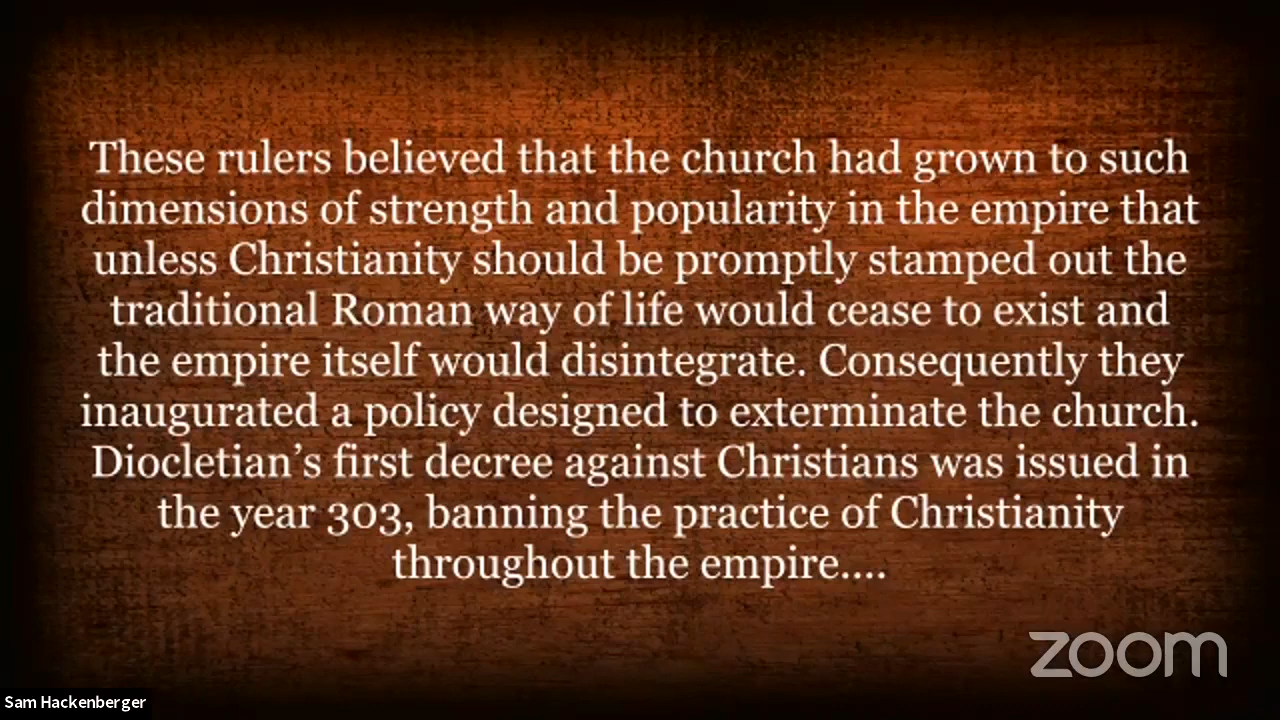 These rulers believed that the church had grown to such
dimensions of strength and popularity in the empire that
unless Christianity should be promptly stamped out the
traditional Roman way of life would cease to exist and
the empire itself would disintegrate. Consequently they
inaugurated a policy designed to exterminate the church.
Diocletian’s first decree against Christians was issued in
the year 303, banning the practice of Christianity
throughout the empire....
zoom
Sam Hackenberger